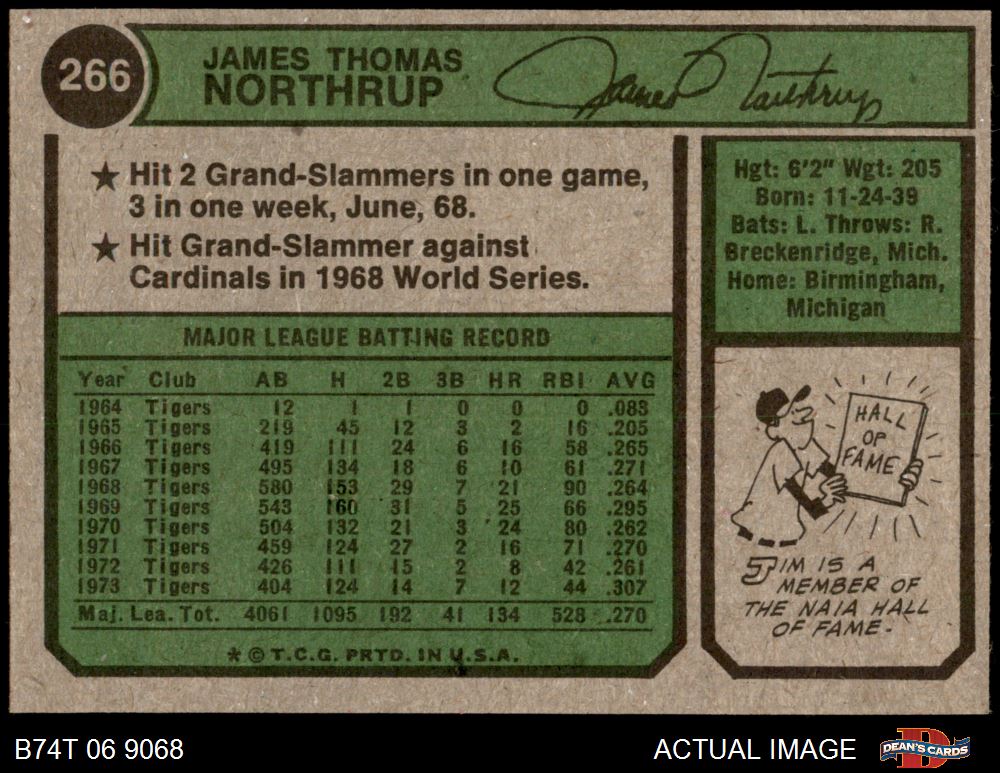 266
JAMES THOMAS
NORTHRUP
James Northrup
★ Hit 2 Grand-Slammers in one game,
3 in one week, June, 68.
★ Hit Grand-Slammer against
Cardinals in 1968 World Series.
MAJOR LEAGUE BATTING RECORD
Year Club AB H 2B 3B HR RBI AVG
1964 Tigers 12 1 1 0 0 0 .083
1965 Tigers 219 45 12 3 2 16 .205
1966 Tigers 419 111 24 6 16 58 .265
1967 Tigers 495 134 18 6 10 61 .271
1968 Tigers 580 153 29 7 21 90 .264
1969 Tigers 543 160 31 5 25 66 .295
1970 Tigers 504 132 21 3 24 80 .262
1971 Tigers 459 124 27 2 16 71 .270
1972 Tigers 426 111 15 2 8 42 .261
1973 Tigers 404 124 14 7 12 44 .307
Maj. Lea. Tot. 4061 1095 192 41 134 528 .270
* © T.C.G. PRTD. IN U.S.A.
Hgt: 6'2" Wgt: 205
Born: 11-24-39
Bats: L. Throws: R.
Breckenridge, Mich.
Home: Birmingham,
Michigan
HALL
OF
FAME
JIM IS A
MEMBER OF
THE NAIA HALL
OF FAME.
B74T 06 9068
ACTUAL IMAGE
DEAN'S CARDS